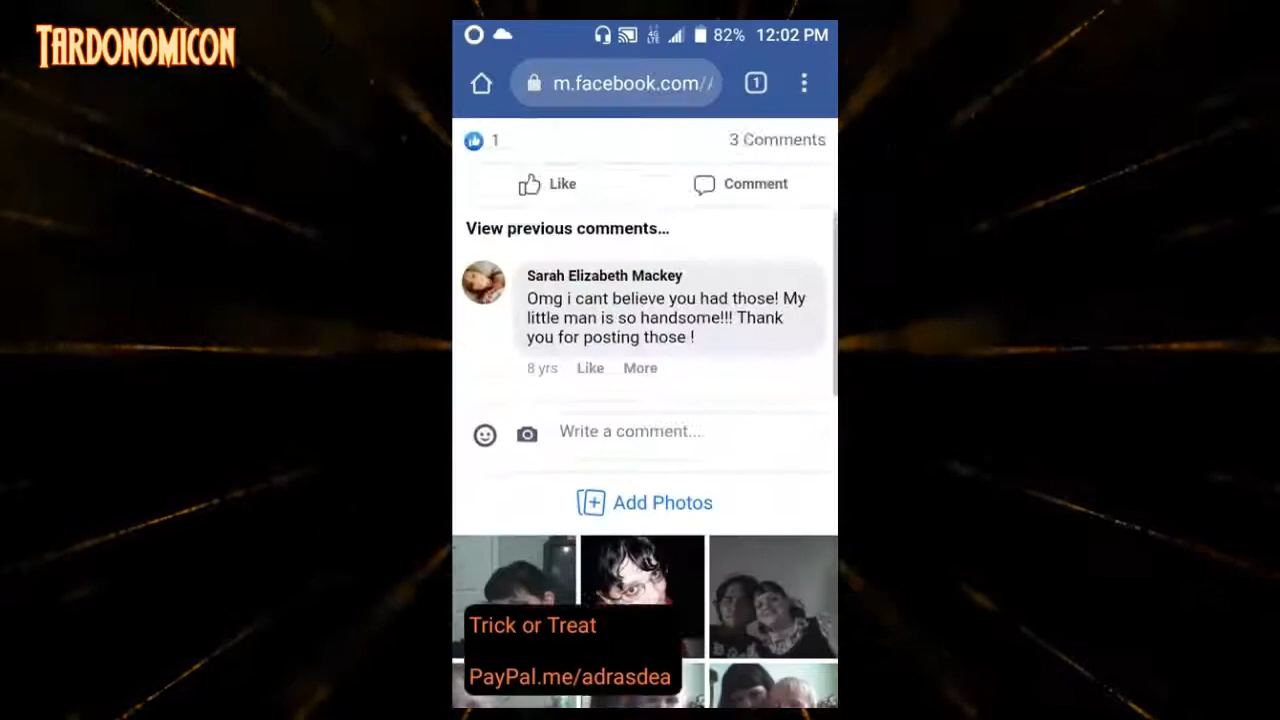 TARDONOMICON
82% 12:02 PM
m.facebook.com//
1
1 3 Comments
Like Comment
View previous comments...
Sarah Elizabeth Mackey
Omg i cant believe you had those! My
little man is so handsome!!! Thank
you for posting those !
8 yrs Like More
Write a comment...
Add Photos
Trick or Treat
PayPal.me/adrasdea